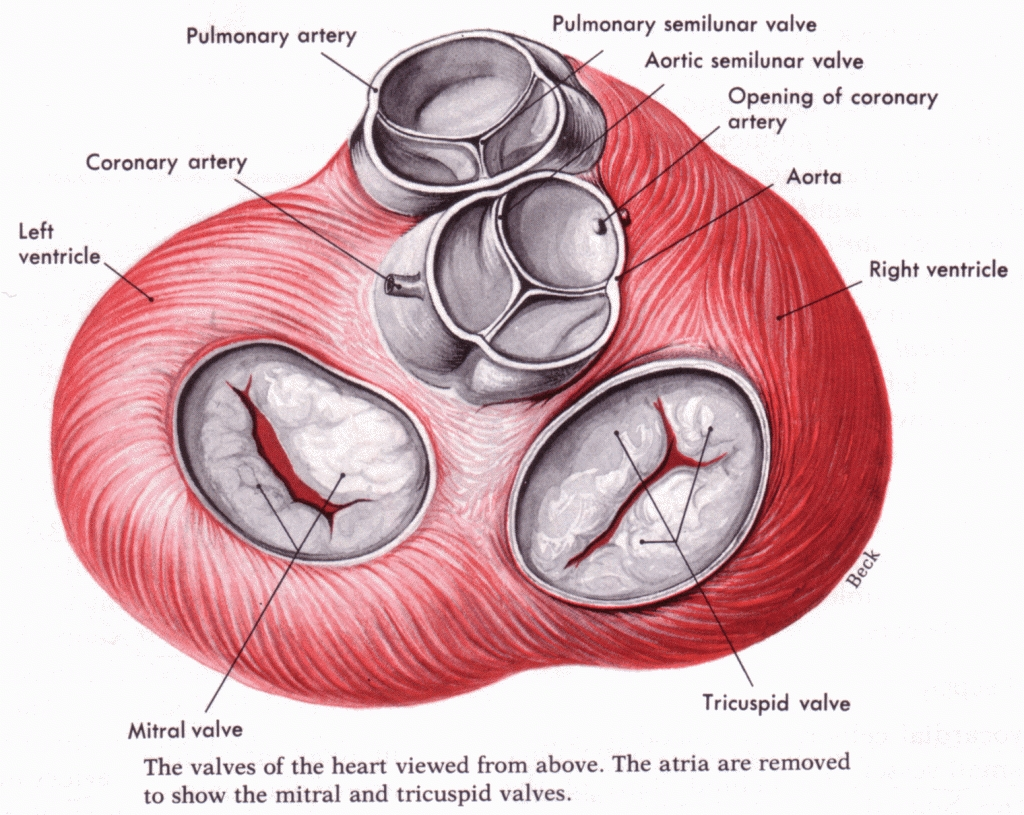 Pulmonary artery
Pulmonary semilunar valve
Aortic semilunar valve
Opening of coronary
artery
Coronary artery
Aorta
Left
ventricle
Right ventricle
Beck
Tricuspid valve
Mitral valve
The valves of the heart viewed from above. The atria are removed
to show the mitral and tricuspid valves.